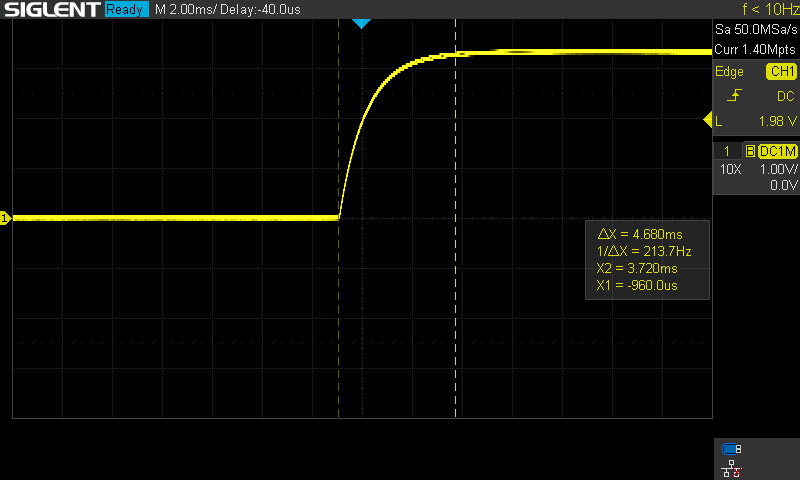 SIGLENT Ready M 2.00ms/ Delay:-40.0us f < 10Hz
Sa 50.0MSa/s
Curr 1.40Mpts
Edge CH1
DC
L 1.98 V
1 B DC1M
10X 1.00V/
0.0V
1
△X = 4.680ms
1/△X = 213.7Hz
X2 = 3.720ms
X1 = -960.0us